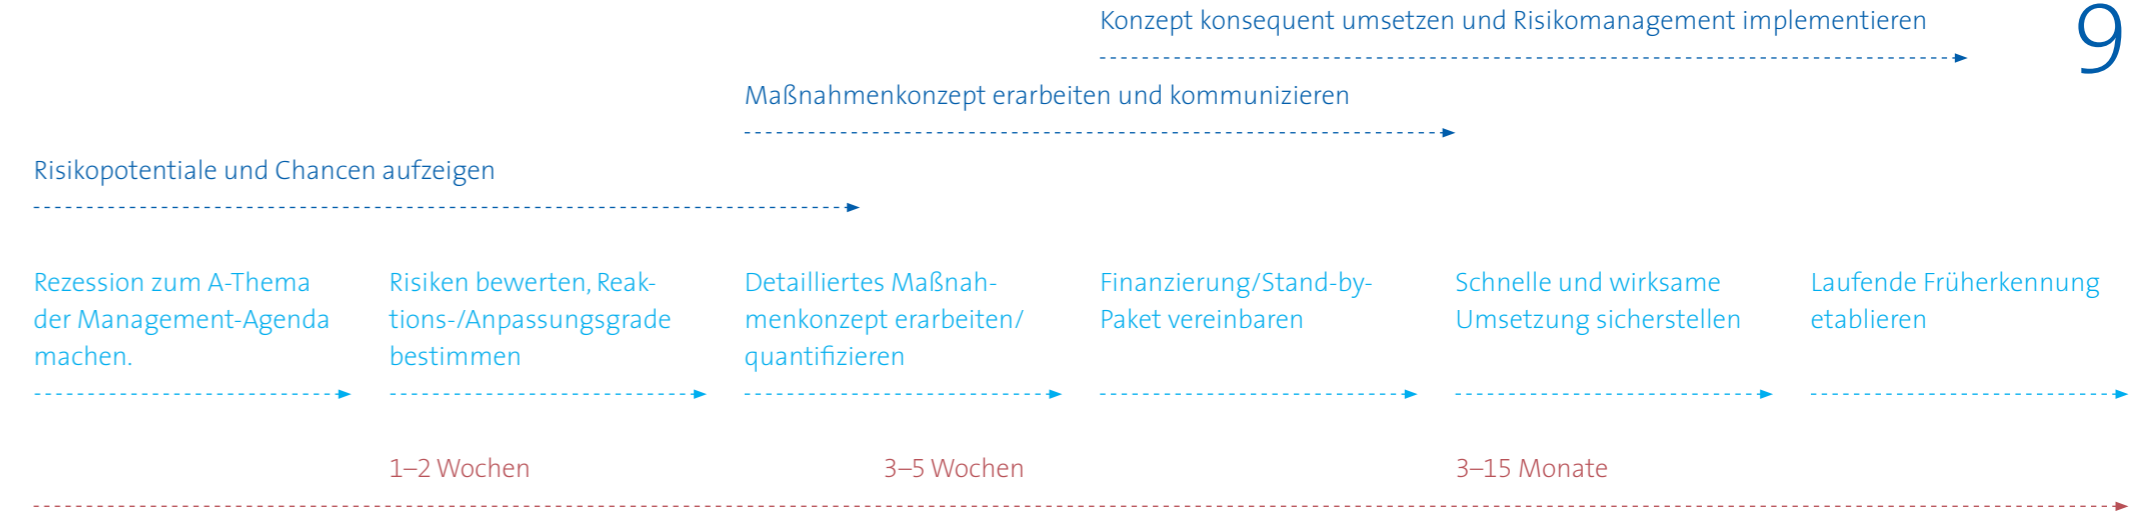 Konzept konsequent umsetzen und Risikomanagement implementieren
9
Maßnahmenkonzept erarbeiten und kommunizieren
Risikopotentiale und Chancen aufzeigen
Rezession zum A-Thema
der Management-Agenda
machen.
Risiken bewerten, Reak-
tions-/Anpassungsgrade
bestimmen
Detailliertes Maßnah-
menkonzept erarbeiten/
quantifizieren
Finanzierung/Stand-by-
Paket vereinbaren
Schnelle und wirksame
Umsetzung sicherstellen
Laufende Früherkennung
etablieren
1–2 Wochen
3–5 Wochen
3–15 Monate